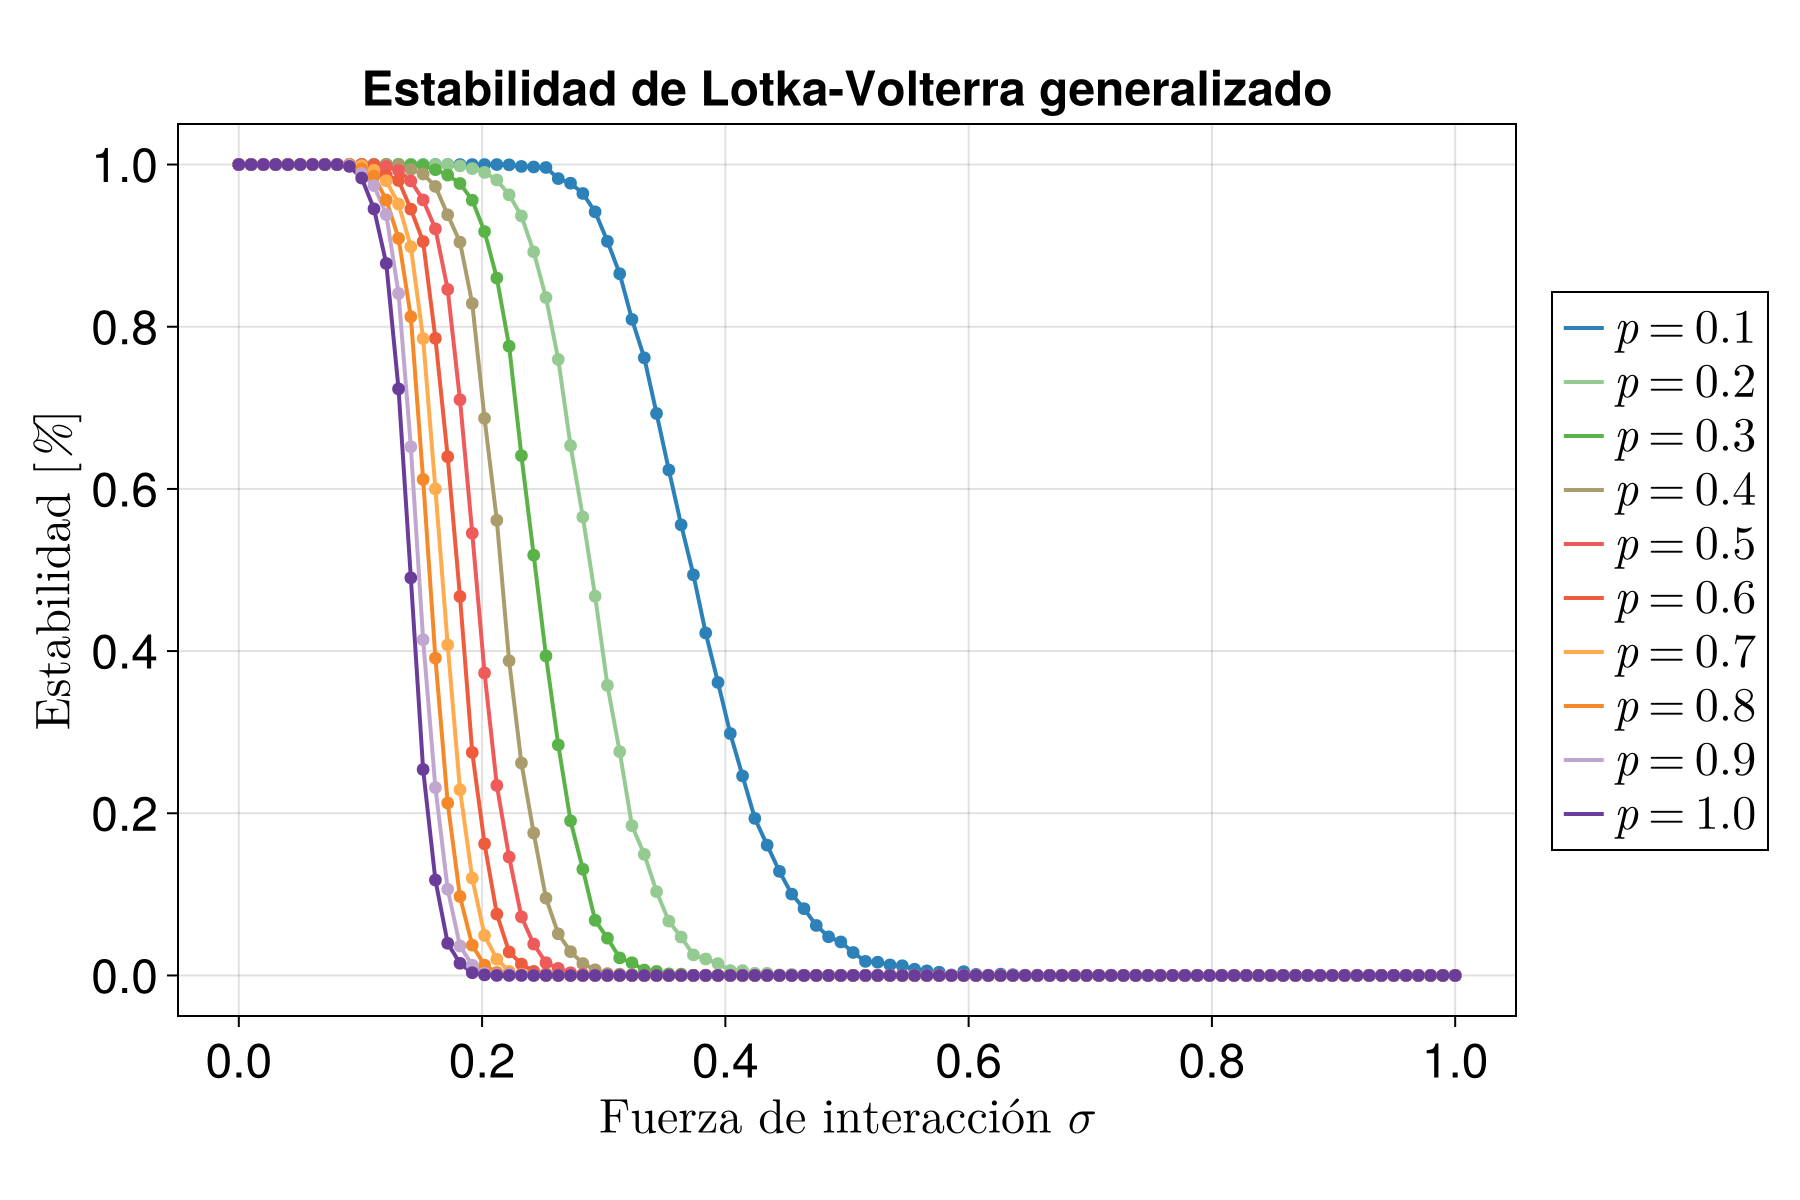 Estabilidad de Lotka-Volterra generalizado
Estabilidad [%]
1.0
0.8
0.6
0.4
0.2
0.0
0.0 0.2 0.4 0.6 0.8 1.0
Fuerza de interacción σ
p = 0.1
p = 0.2
p = 0.3
p = 0.4
p = 0.5
p = 0.6
p = 0.7
p = 0.8
p = 0.9
p = 1.0